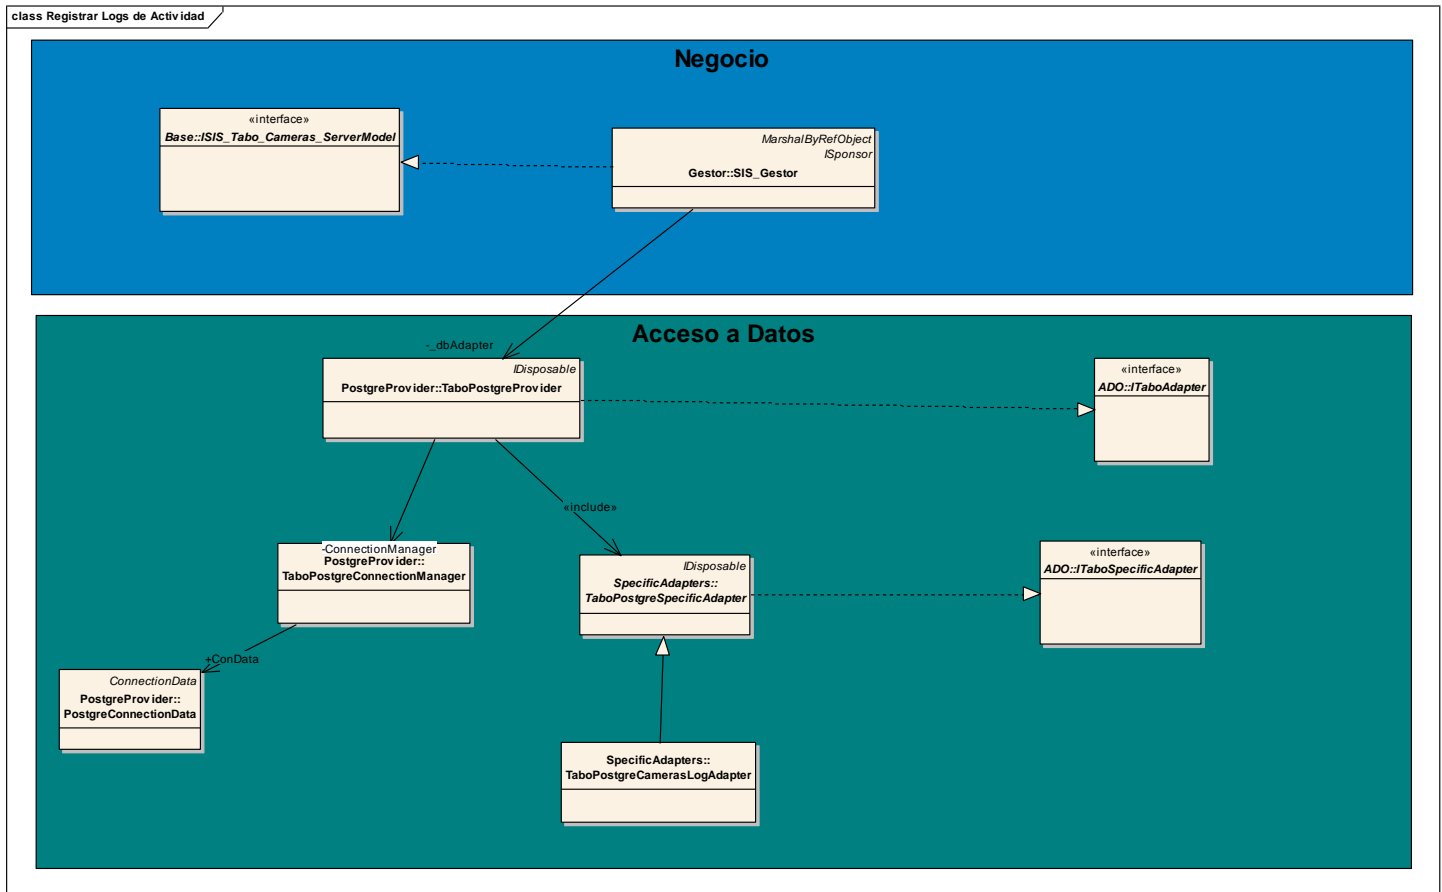 class Registrar Logs de Actividad
Negocio
«interface»
Base::ISIS_Tabo_Cameras_ServerModel
MarshalByRefObject
ISponsor
Gestor::SIS_Gestor
Acceso a Datos
-_dbAdapter
IDisposable
PostgreProvider::TaboPostgreProvider
«interface»
ADO::ITaboAdapter
«include»
-ConnectionManager
PostgreProvider::
TaboPostgreConnectionManager
IDisposable
SpecificAdapters::
TaboPostgreSpecificAdapter
«interface»
ADO::ITaboSpecificAdapter
+ConData
ConnectionData
PostgreProvider::
PostgreConnectionData
SpecificAdapters::
TaboPostgreCamerasLogAdapter